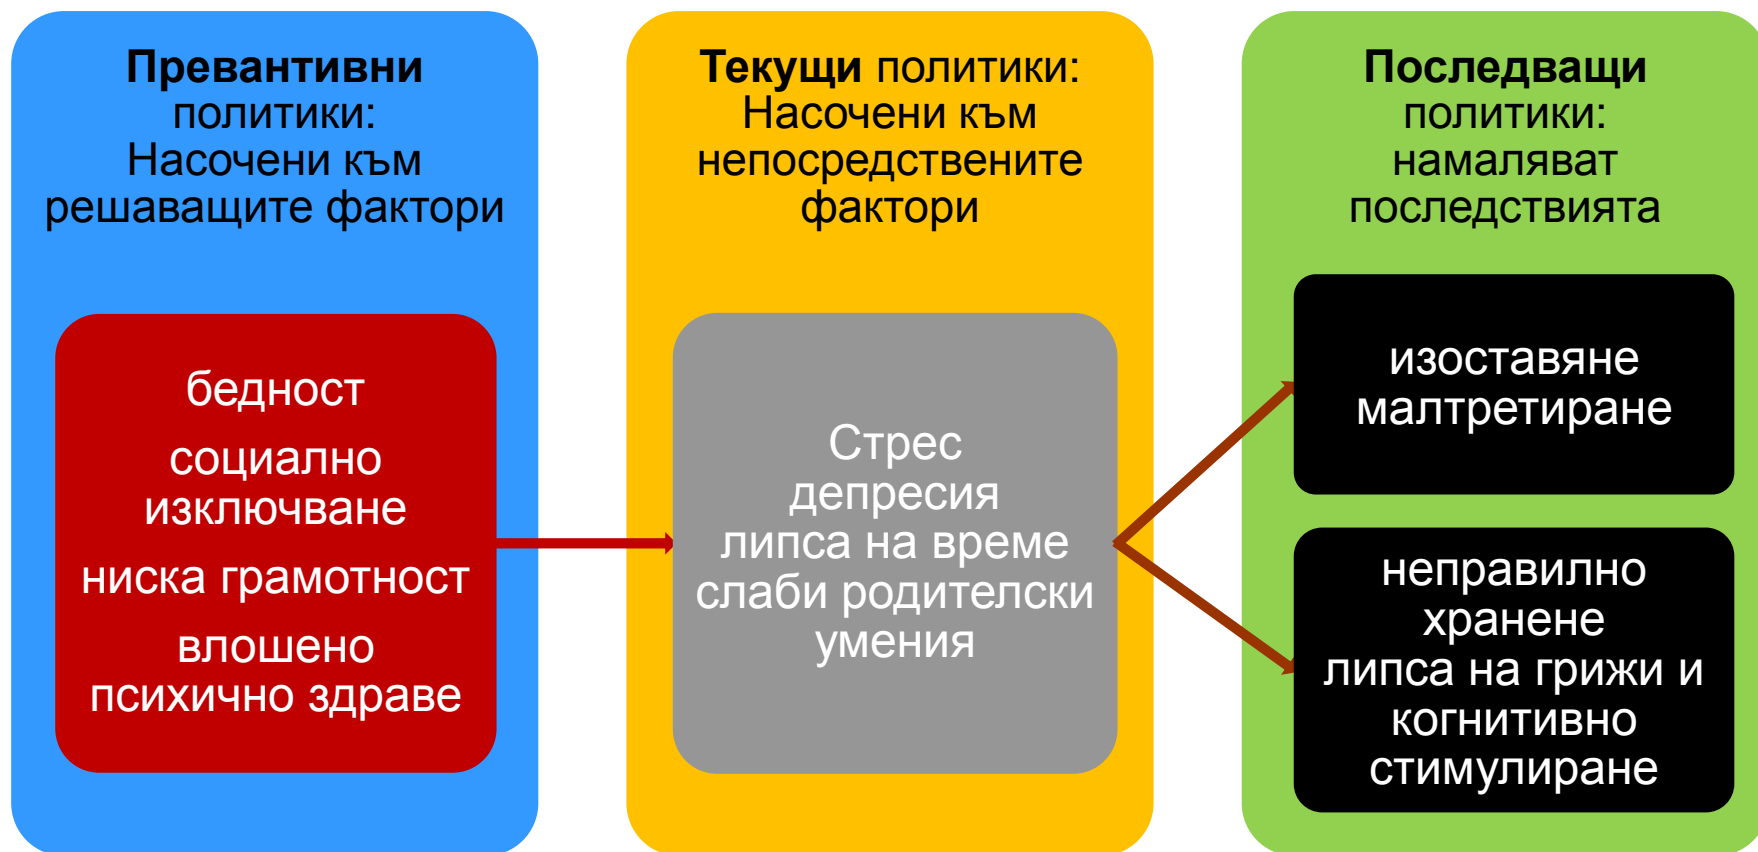 Превантивни
политики:
Насочени към
решаващите фактори
бедност
социално
изключване
ниска грамотност
влошено
психично здраве
Текущи политики:
Насочени към
непосредствените
фактори
Стрес
депресия
липса на време
слаби родителски
умения
Последващи
политики:
намаляват
последствията
изоставяне
малтретиране
неправилно
хранене
липса на грижи и
когнитивно
стимулиране